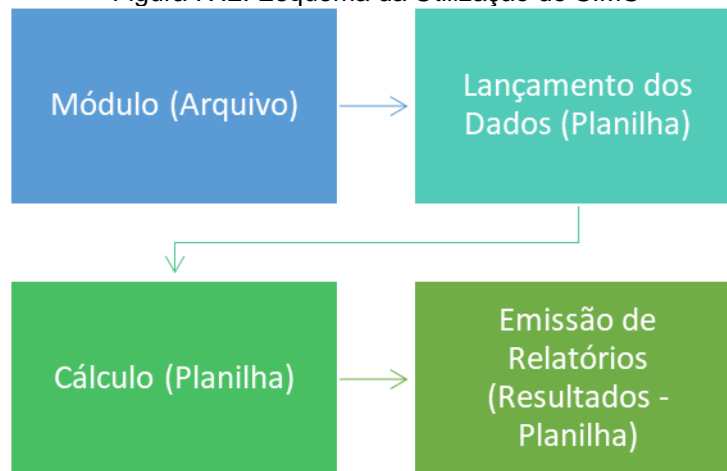 Módulo (Arquivo)
Lançamento dos
Dados (Planilha)
Cálculo (Planilha)
Emissão de
Relatórios
(Resultados -
Planilha)